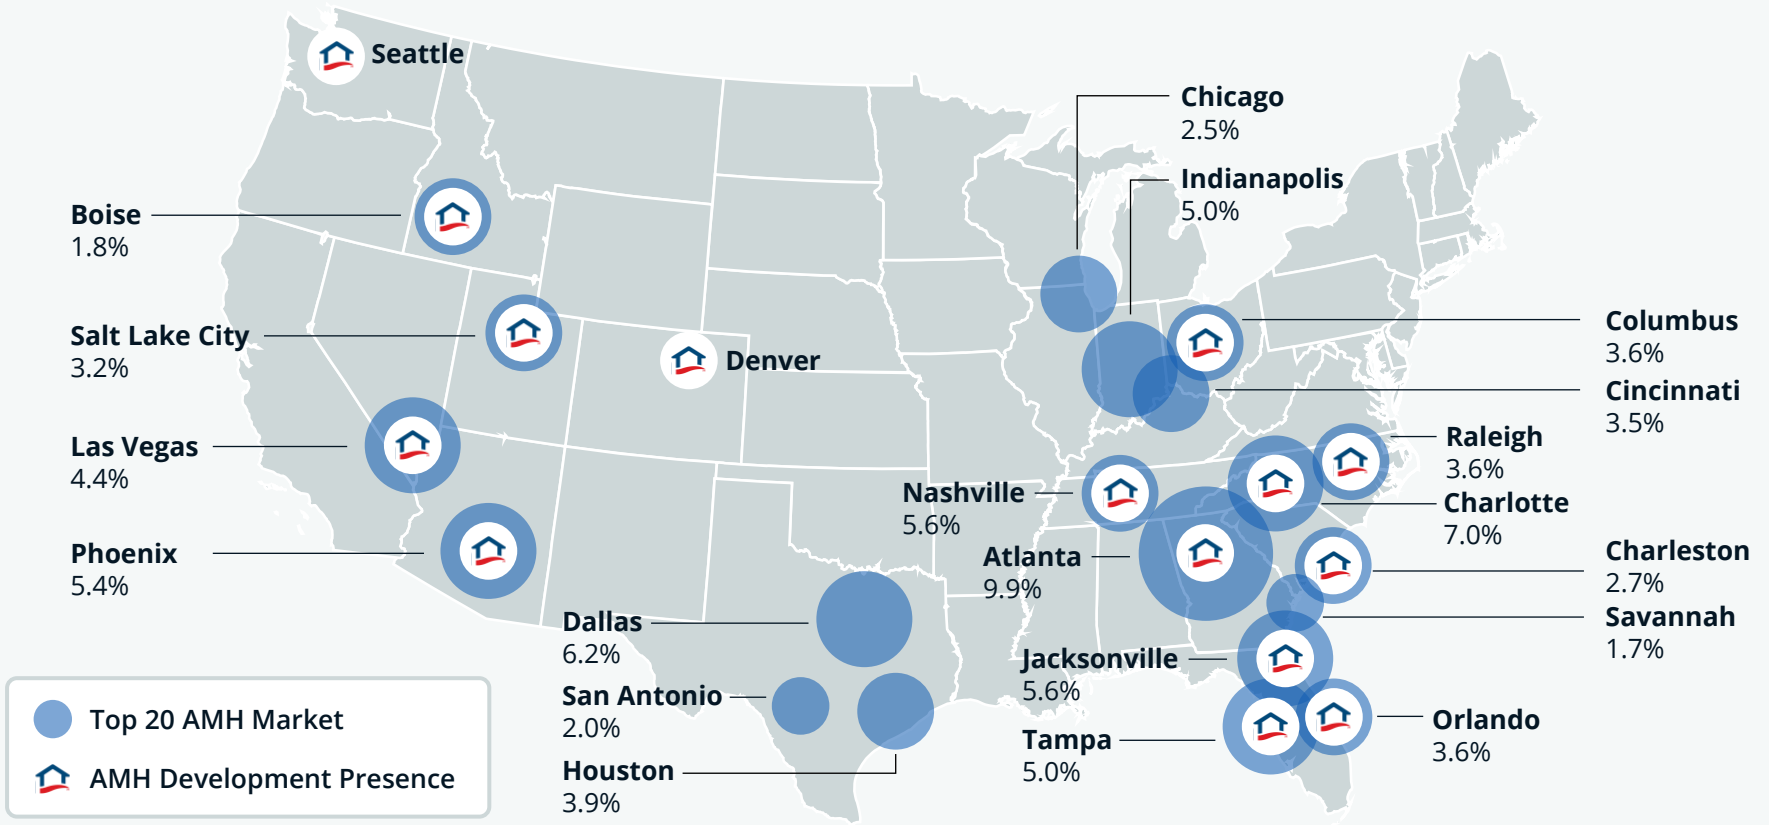 Seattle
Chicago
2.5%
Indianapolis
5.0%
Boise
1.8%
Salt Lake City
3.2%
Denver
Columbus
3.6%
Cincinnati
3.5%
Las Vegas
4.4%
Raleigh
3.6%
Nashville
5.6%
Charlotte
7.0%
Phoenix
5.4%
Atlanta
9.9%
Charleston
2.7%
Dallas
6.2%
Savannah
1.7%
Jacksonville
5.6%
San Antonio
2.0%
Orlando
3.6%
Tampa
5.0%
Houston
3.9%
Top 20 AMH Market
AMH Development Presence